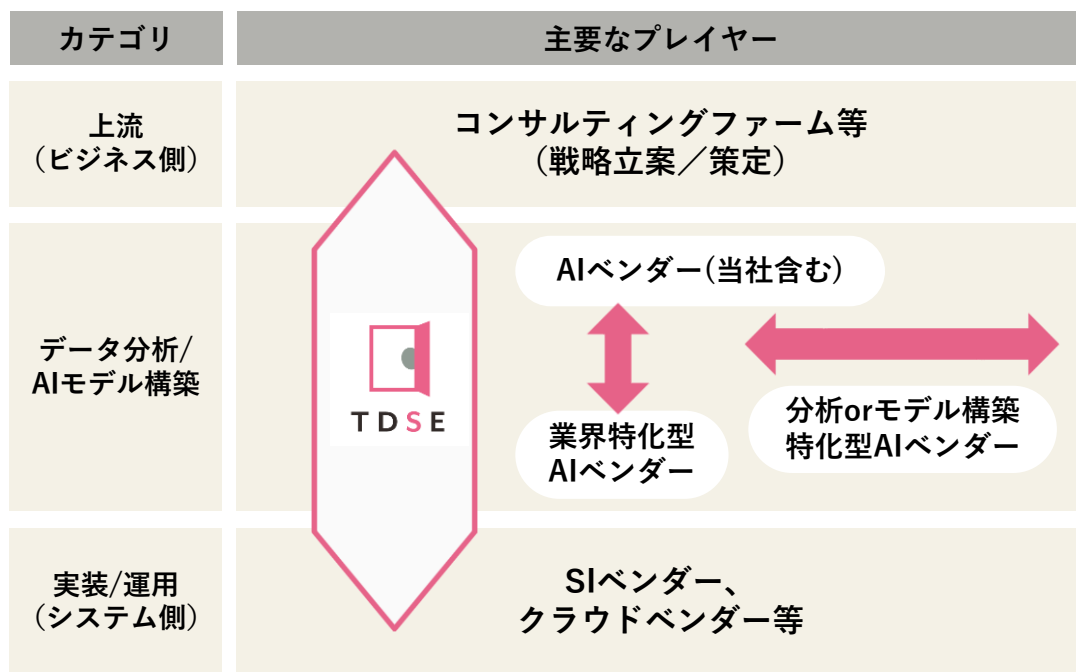 カテゴリ
主要なプレイヤー
上流
（ビジネス側）
コンサルティングファーム等
（戦略立案／策定）
データ分析/
AIモデル構築
TDSE
AIベンダー(当社含む)
業界特化型
AIベンダー
分析orモデル構築
特化型AIベンダー
実装/運用
（システム側）
SIベンダー、
クラウドベンダー等